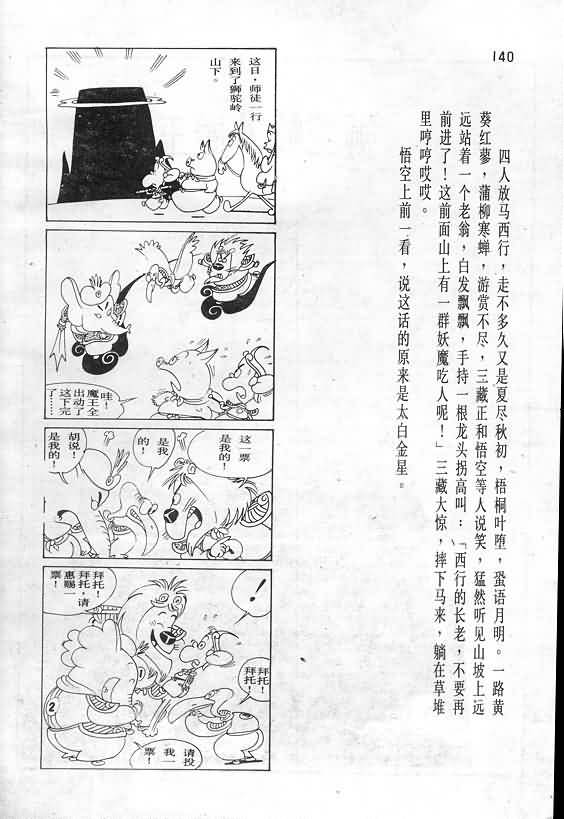 140
四人放马西行，走不多久又是夏尽秋初，梧桐叶堕，蛩语月明。一路黄
葵红蓼，蒲柳寒蝉，游赏不尽，三藏正和悟空等人说笑，猛然听见山坡上远
远站着一个老翁，白发飘飘，手持一根龙头拐高叫：「西行的长老，不要再
前进了！这前面山上有一群妖魔吃人呢！」三藏大惊，摔下马来，躺在草堆
里哼哼哎哎。
悟空上前一看，说这话的原来是太白金星。
这日，师徒一行
来到了狮驼岭
山下。
哇！
魔王全
出动了
这下完
了……
这一票
是我的！
是我
的！
胡说！
是我的！
！
拜托！
拜托，请
惠赐一
票！
拜托！
拜托！
请投
我一
票！
2